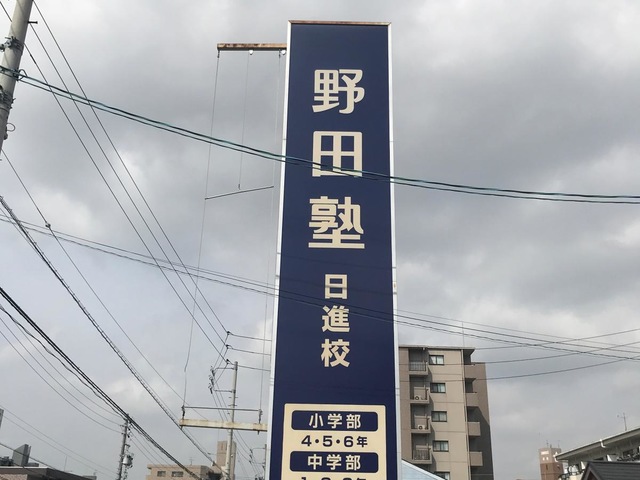 野田塾
日進校
小学部
4・5・6年
中学部